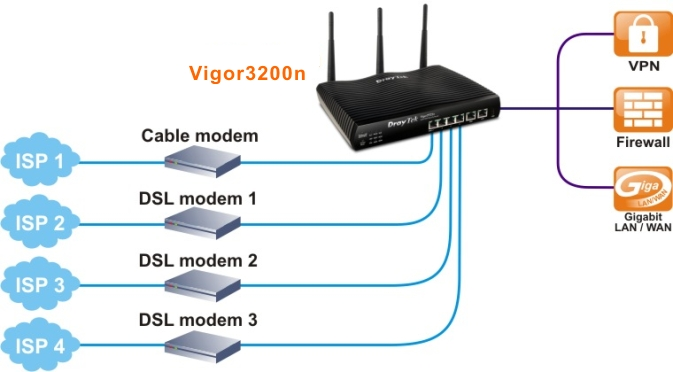 Vigor3200n
DrayTek
DrayTek
VPN
Firewall
Giga
LAN/WAN
Gigabit
LAN / WAN
Cable modem
ISP 1
DSL modem 1
ISP 2
DSL modem 2
ISP 3
DSL modem 3
ISP 4